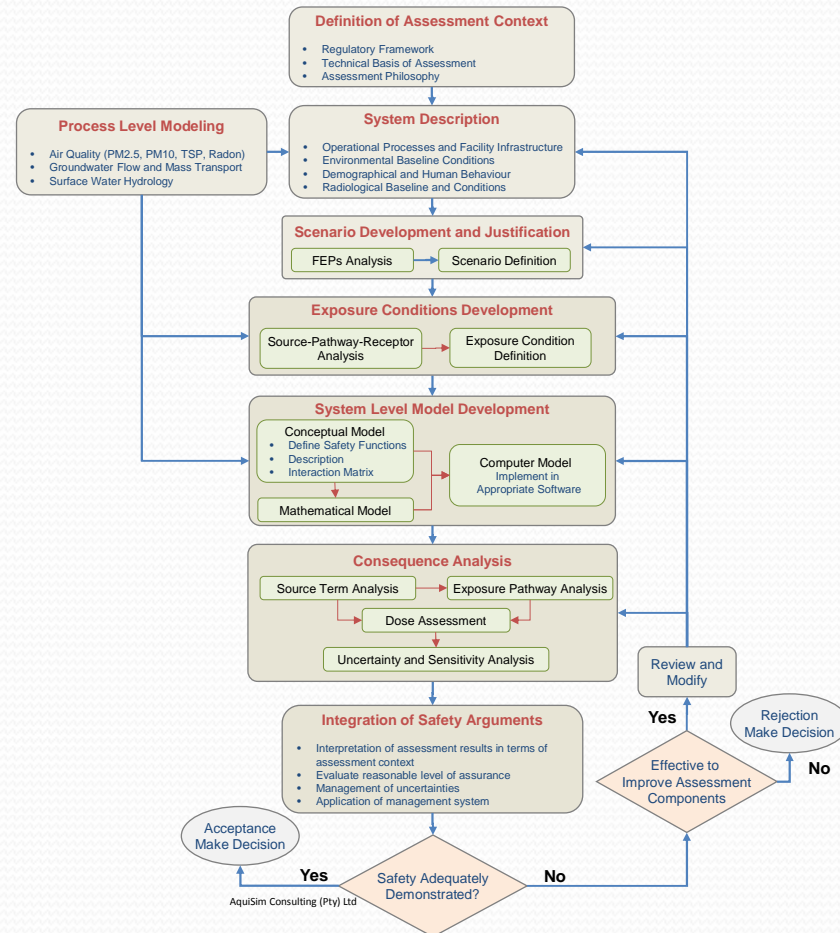 Definition of Assessment Context
• Regulatory Framework
• Technical Basis of Assessment
• Assessment Philosophy
Process Level Modeling
• Air Quality (PM2.5, PM10, TSP, Radon)
• Groundwater Flow and Mass Transport
• Surface Water Hydrology
System Description
• Operational Processes and Facility Infrastructure
• Environmental Baseline Conditions
• Demographical and Human Behaviour
• Radiological Baseline and Conditions
Scenario Development and Justification
FEPs Analysis
Scenario Definition
Exposure Conditions Development
Source-Pathway-Receptor
Analysis
Exposure Condition
Definition
System Level Model Development
Conceptual Model
• Define Safety Functions
• Description
• Interaction Matrix
Mathematical Model
Computer Model
Implement in
Appropriate Software
Consequence Analysis
Source Term Analysis
Exposure Pathway Analysis
Dose Assessment
Uncertainty and Sensitivity Analysis
Integration of Safety Arguments
• Interpretation of assessment results in terms of
assessment context
• Evaluate reasonable level of assurance
• Management of uncertainties
• Application of management system
Review and
Modify
Yes
Rejection
Make Decision
No
Effective to
Improve Assessment
Components
Acceptance
Make Decision
Yes
Safety Adequately
Demonstrated?
No
AquiSim Consulting (Pty) Ltd